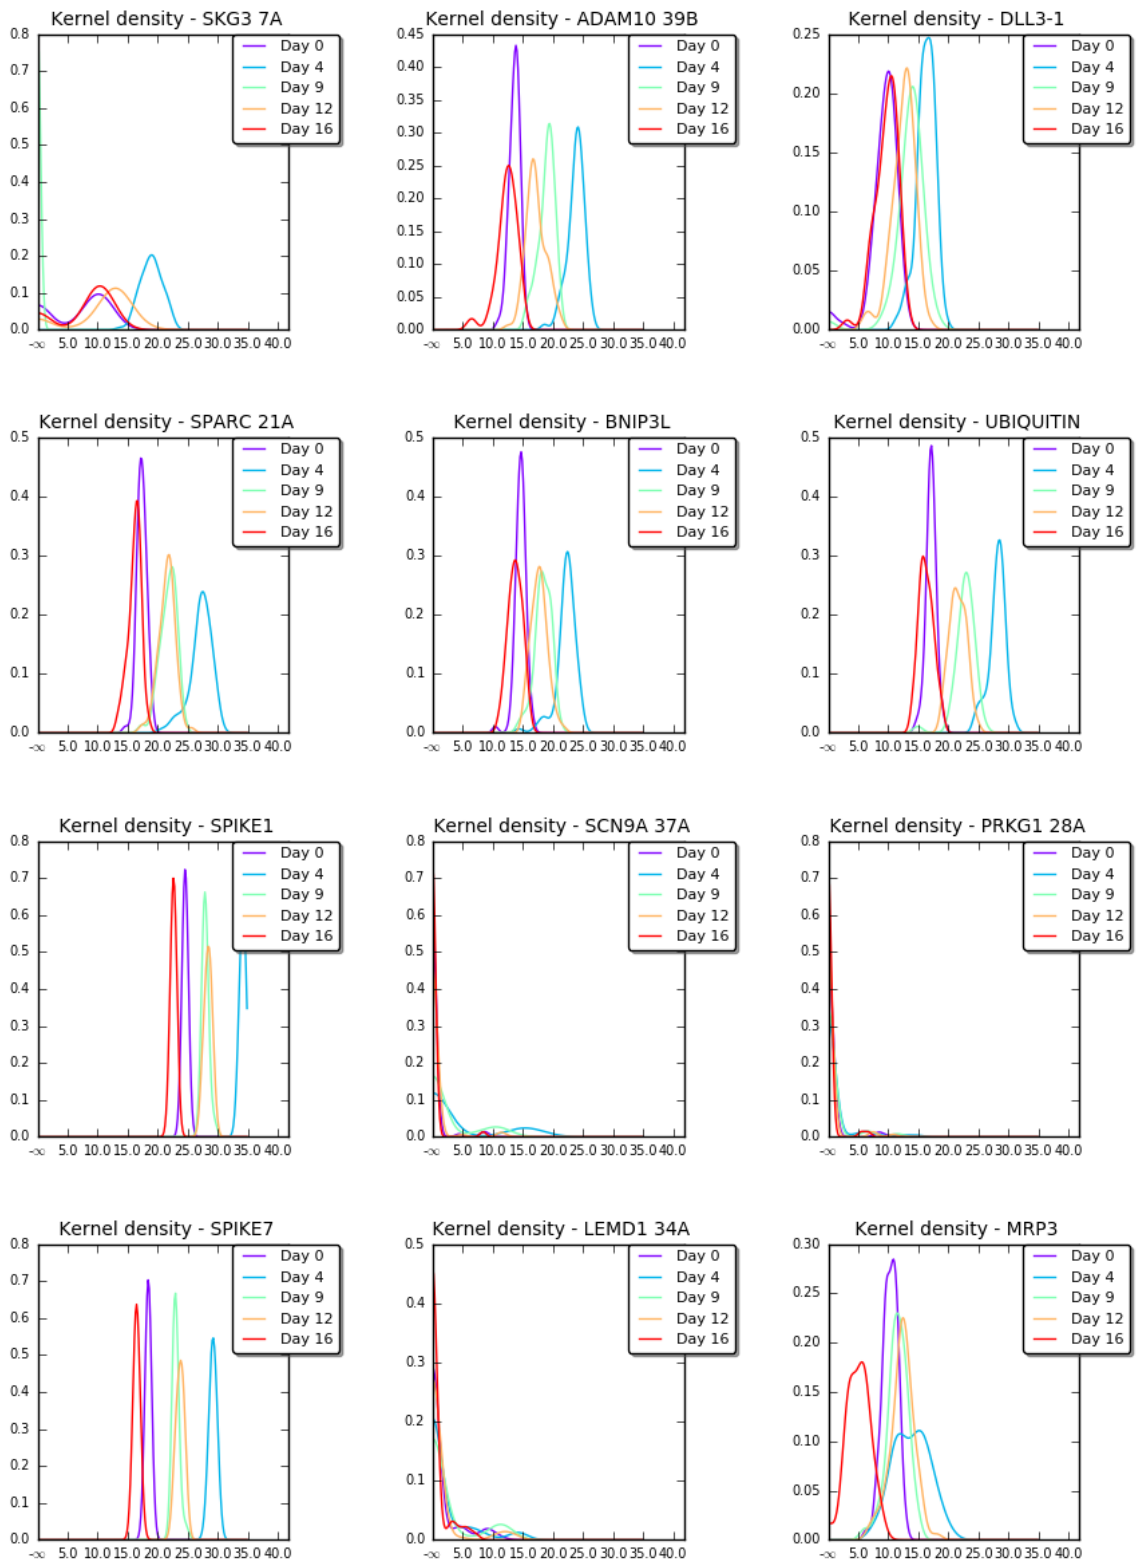 Kernel density - SKG3 7A
0.8
0.7
0.6
0.5
0.4
0.3
0.2
0.1
0.0
-∞ 5.0 10.0 15.0 20.0 25.0 30.0 35.0 40.0
Day 0
Day 4
Day 9
Day 12
Day 16
Kernel density - ADAM10 39B
0.45
0.40
0.35
0.30
0.25
0.20
0.15
0.10
0.05
0.00
-∞ 5.0 10.0 15.0 20.0 25.0 30.0 35.0 40.0
Day 0
Day 4
Day 9
Day 12
Day 16
Kernel density - DLL3-1
0.25
0.20
0.15
0.10
0.05
0.00
-∞ 5.0 10.0 15.0 20.0 25.0 30.0 35.0 40.0
Day 0
Day 4
Day 9
Day 12
Day 16
Kernel density - SPARC 21A
0.5
0.4
0.3
0.2
0.1
0.0
-∞ 5.0 10.0 15.0 20.0 25.0 30.0 35.0 40.0
Day 0
Day 4
Day 9
Day 12
Day 16
Kernel density - BNIP3L
0.5
0.4
0.3
0.2
0.1
0.0
-∞ 5.0 10.0 15.0 20.0 25.0 30.0 35.0 40.0
Day 0
Day 4
Day 9
Day 12
Day 16
Kernel density - UBIQUITIN
0.5
0.4
0.3
0.2
0.1
0.0
-∞ 5.0 10.0 15.0 20.0 25.0 30.0 35.0 40.0
Day 0
Day 4
Day 9
Day 12
Day 16
Kernel density - SPIKE1
0.8
0.7
0.6
0.5
0.4
0.3
0.2
0.1
0.0
-∞ 5.0 10.0 15.0 20.0 25.0 30.0 35.0 40.0
Day 0
Day 4
Day 9
Day 12
Day 16
Kernel density - SCN9A 37A
0.8
0.7
0.6
0.5
0.4
0.3
0.2
0.1
0.0
-∞ 5.0 10.0 15.0 20.0 25.0 30.0 35.0 40.0
Day 0
Day 4
Day 9
Day 12
Day 16
Kernel density - PRKG1 28A
0.8
0.7
0.6
0.5
0.4
0.3
0.2
0.1
0.0
-∞ 5.0 10.0 15.0 20.0 25.0 30.0 35.0 40.0
Day 0
Day 4
Day 9
Day 12
Day 16
Kernel density - SPIKE7
0.8
0.7
0.6
0.5
0.4
0.3
0.2
0.1
0.0
-∞ 5.0 10.0 15.0 20.0 25.0 30.0 35.0 40.0
Day 0
Day 4
Day 9
Day 12
Day 16
Kernel density - LEMD1 34A
0.5
0.4
0.3
0.2
0.1
0.0
-∞ 5.0 10.0 15.0 20.0 25.0 30.0 35.0 40.0
Day 0
Day 4
Day 9
Day 12
Day 16
Kernel density - MRP3
0.30
0.25
0.20
0.15
0.10
0.05
0.00
-∞ 5.0 10.0 15.0 20.0 25.0 30.0 35.0 40.0
Day 0
Day 4
Day 9
Day 12
Day 16